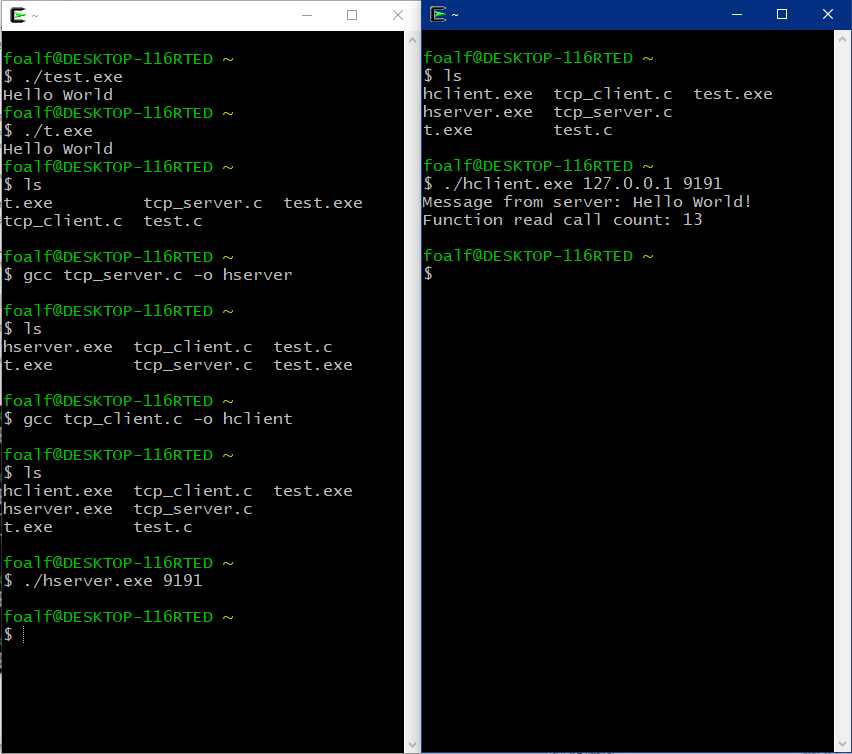 ~
foalf@DESKTOP-116RTED ~
$ ./test.exe
Hello World
foalf@DESKTOP-116RTED ~
$ ./t.exe
Hello World
foalf@DESKTOP-116RTED ~
$ ls
t.exe         tcp_server.c  test.exe
tcp_client.c  test.c
foalf@DESKTOP-116RTED ~
$ gcc tcp_server.c -o hserver
foalf@DESKTOP-116RTED ~
$ ls
hserver.exe  tcp_client.c  test.c
t.exe        tcp_server.c  test.exe
foalf@DESKTOP-116RTED ~
$ gcc tcp_client.c -o hclient
foalf@DESKTOP-116RTED ~
$ ls
hclient.exe  tcp_client.c  test.exe
hserver.exe  tcp_server.c
t.exe        test.c
foalf@DESKTOP-116RTED ~
$ ./hserver.exe 9191
foalf@DESKTOP-116RTED ~
$
~
foalf@DESKTOP-116RTED ~
$ ls
hclient.exe  tcp_client.c  test.exe
hserver.exe  tcp_server.c
t.exe        test.c
foalf@DESKTOP-116RTED ~
$ ./hclient.exe 127.0.0.1 9191
Message from server: Hello World!
Function read call count: 13
foalf@DESKTOP-116RTED ~
$